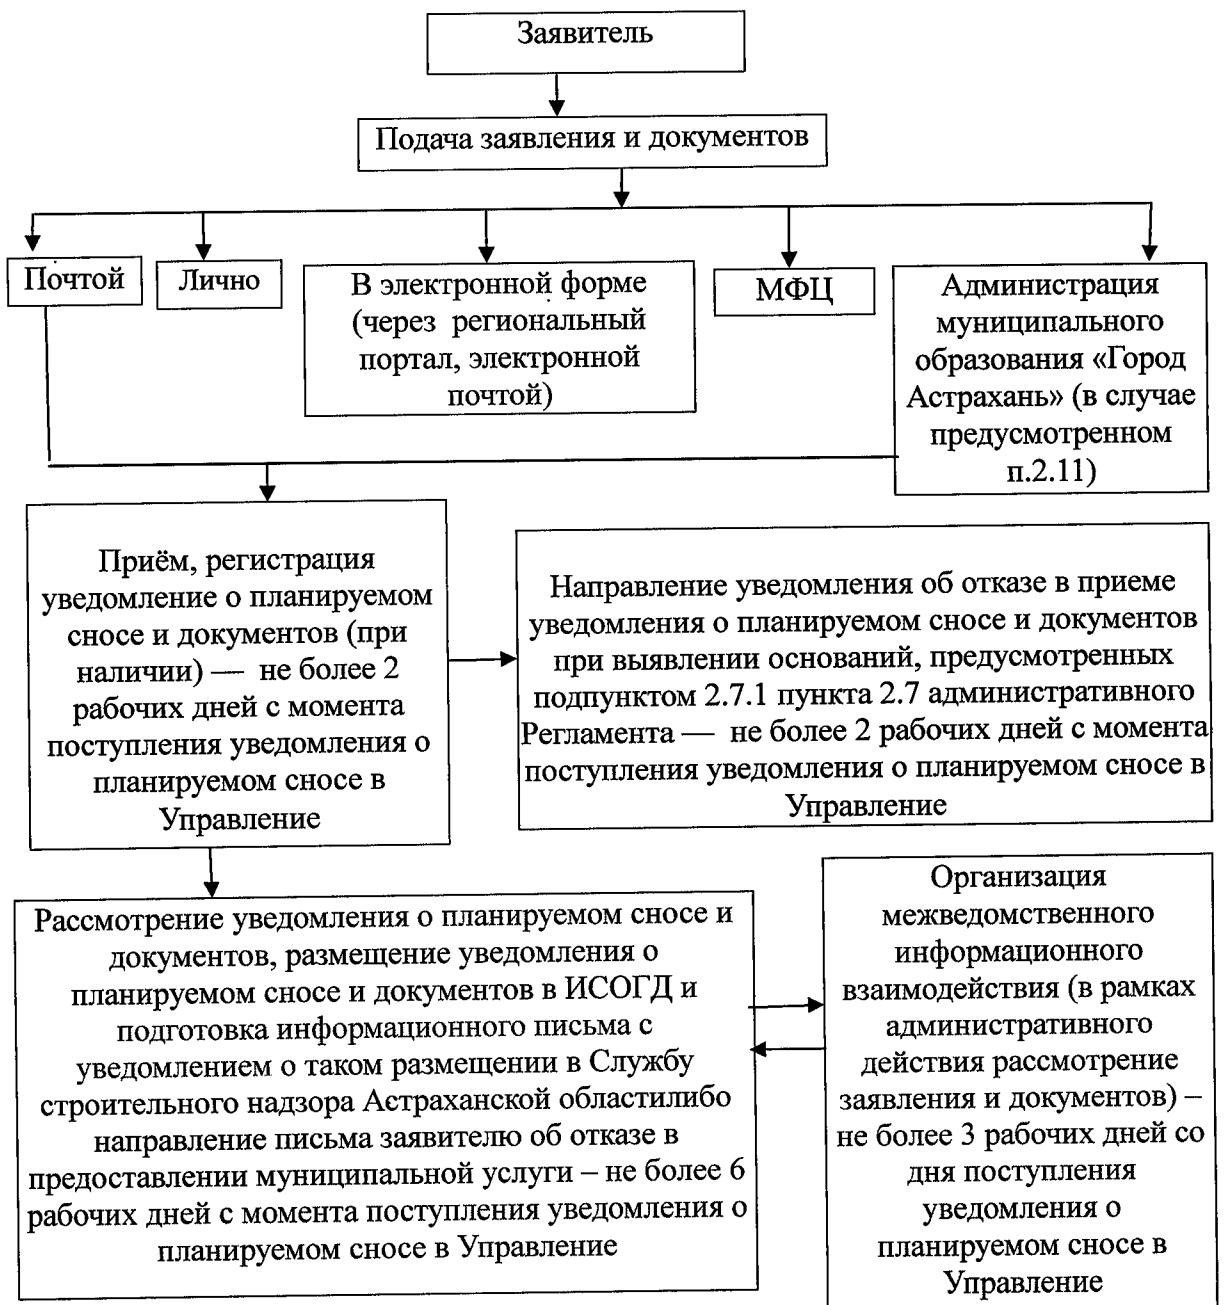 Заявитель
Подача заявления и документов
Почтой
Лично
В электронной форме
(через региональный
портал, электронной
почтой)
МФЦ
Администрация
муниципального
образования «Город
Астрахань» (в случае
предусмотренном
п.2.11)
Приём, регистрация
уведомление о планируемом
сносе и документов (при
наличии) — не более 2
рабочих дней с момента
поступления уведомления о
планируемом сносе в
Управление
Направление уведомления об отказе в приеме
уведомления о планируемом сносе и документов
при выявлении оснований, предусмотренных
подпунктом 2.7.1 пункта 2.7 административного
Регламента — не более 2 рабочих дней с момента
поступления уведомления о планируемом сносе в
Управление
Рассмотрение уведомления о планируемом сносе и
документов, размещение уведомления о
планируемом сносе и документов в ИСОГД и
подготовка информационного письма с
уведомлением о таком размещении в Службу
строительного надзора Астраханской областилибо
направление письма заявителю об отказе в
предоставлении муниципальной услуги – не более 6
рабочих дней с момента поступления уведомления о
планируемом сносе в Управление
Организация
межведомственного
информационного
взаимодействия (в рамках
административного
действия рассмотрение
заявления и документов) –
не более 3 рабочих дней со
дня поступления
уведомления о
планируемом сносе в
Управление